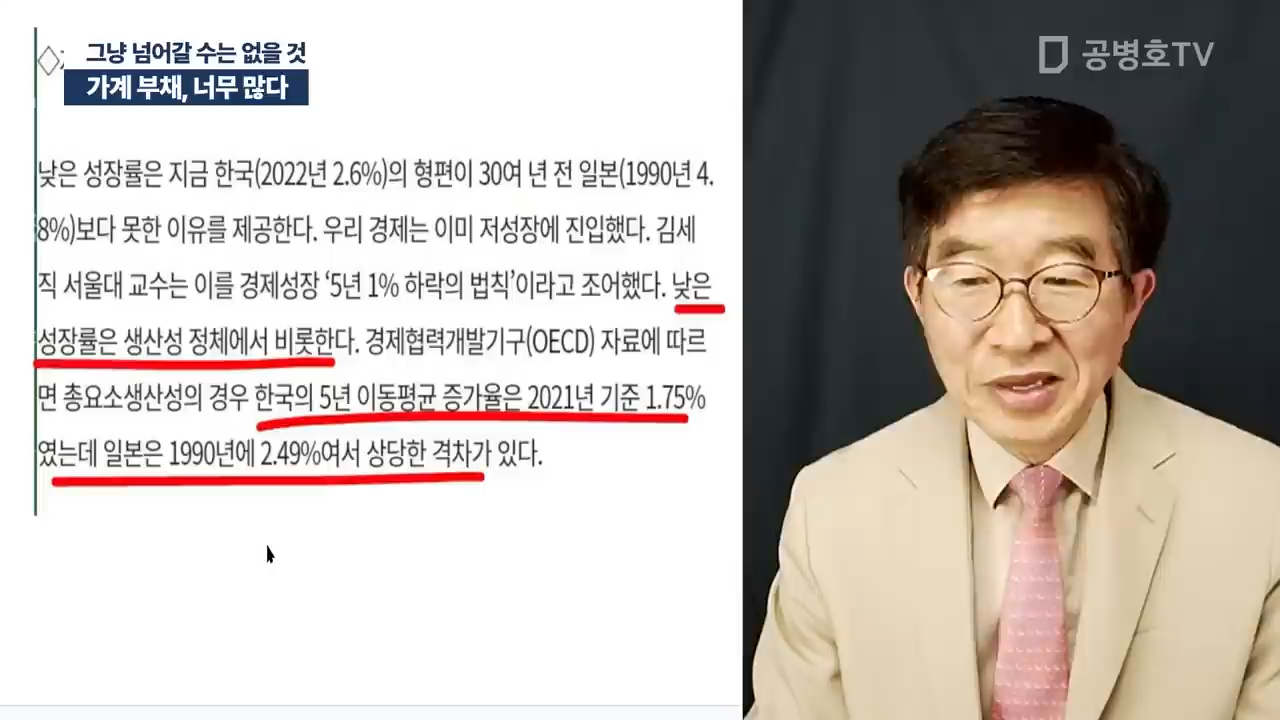 그냥 넘어갈 수는 없을 것
가계 부채, 너무 많다
공병호TV
낮은 성장률은 지금 한국(2022년 2.6%)의 형편이 30여 년 전 일본(1990년 4.
8%)보다 못한 이유를 제공한다. 우리 경제는 이미 저성장에 진입했다. 김세
직 서울대 교수는 이를 경제성장 ‘5년 1% 하락의 법칙’이라고 조어했다. 낮은
성장률은 생산성 정체에서 비롯한다. 경제협력개발기구(OECD) 자료에 따르
면 총요소생산성의 경우 한국의 5년 이동평균 증가율은 2021년 기준 1.75%
였는데 일본은 1990년에 2.49%여서 상당한 격차가 있다.